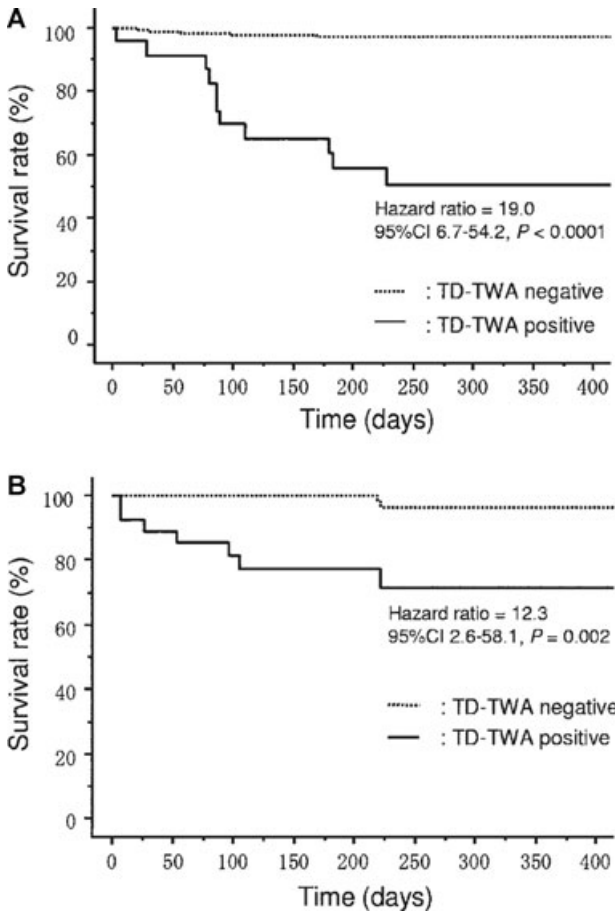 A
Survival rate (%)
100
80
60
40
20
0
Hazard ratio = 19.0
95%CI 6.7-54.2, P < 0.0001
: TD-TWA negative
: TD-TWA positive
0 50 100 150 200 250 300 350 400
Time (days)
B
Survival rate (%)
100
80
60
40
20
0
Hazard ratio = 12.3
95%CI 2.6-58.1, P = 0.002
: TD-TWA negative
: TD-TWA positive
0 50 100 150 200 250 300 350 400
Time (days)